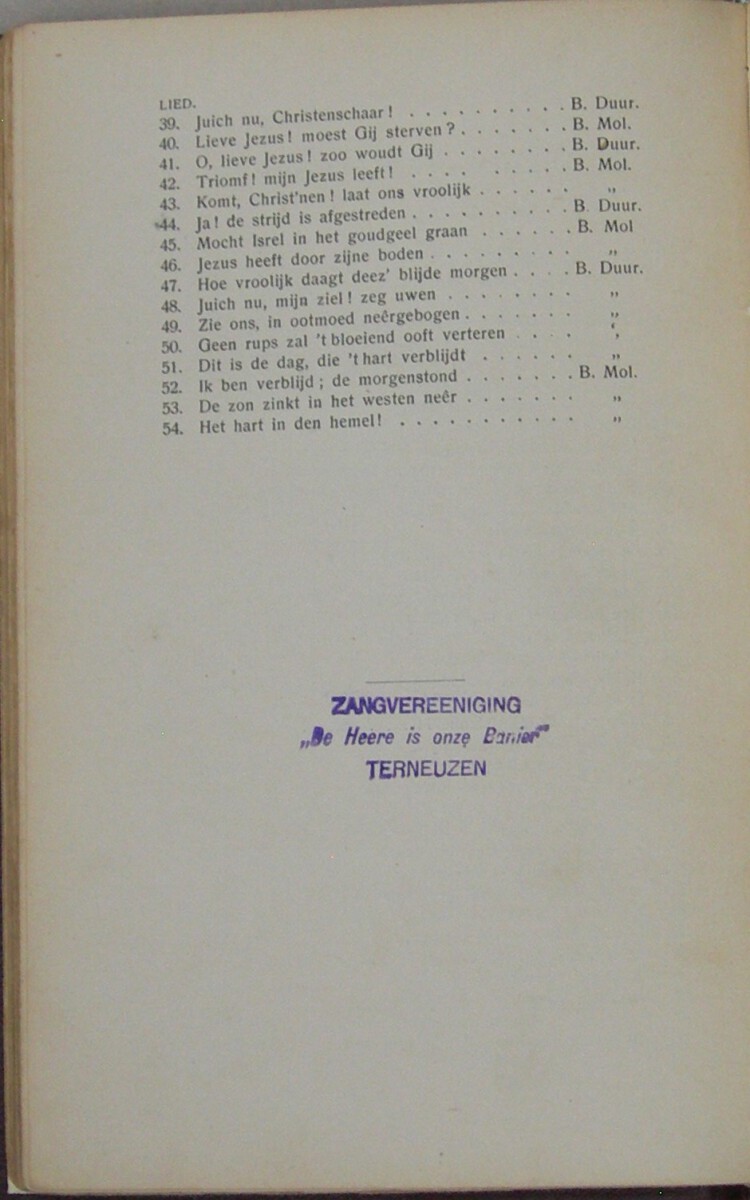 LIED.
39. Juich nu, Christenschaar! . . . . . . . . . . B. Duur.
40. Lieve Jezus! moest Gij sterven? . . . . . . . B. Mol.
41. O, lieve Jezus! zoo woudt Gij . . . . . . . . B. Duur.
42. Triomf! mijn Jezus leeft! . . . . . . . . . B. Mol.
43. Komt, Christ'nen! laat ons vroolijk . . . . . . „
44. Ja! de strijd is afgestreden . . . . . . . . . . B. Duur.
45. Mocht Isrel in het goudgeel graan . . . . . . B. Mol
46. Jezus heeft door zijne boden . . . . . . . . . „
47. Hoe vroolijk daagt deez' blijde morgen . . . . B. Duur.
48. Juich nu, mijn ziel! zeg uwen . . . . . . . . „
49. Zie ons, in ootmoed neêrgebogen . . . . . . . „
50. Geen rups zal 't bloeiend ooft verteren . . . . „
51. Dit is de dag, die 't hart verblijdt . . . . . . „
52. Ik ben verblijd; de morgenstond . . . . . . . B. Mol.
53. De zon zinkt in het westen neêr . . . . . . . „
54. Het hart in den hemel! . . . . . . . . . . . „
ZANGVEREENIGING
„De Heere is onze Banier"
TERNEUZEN